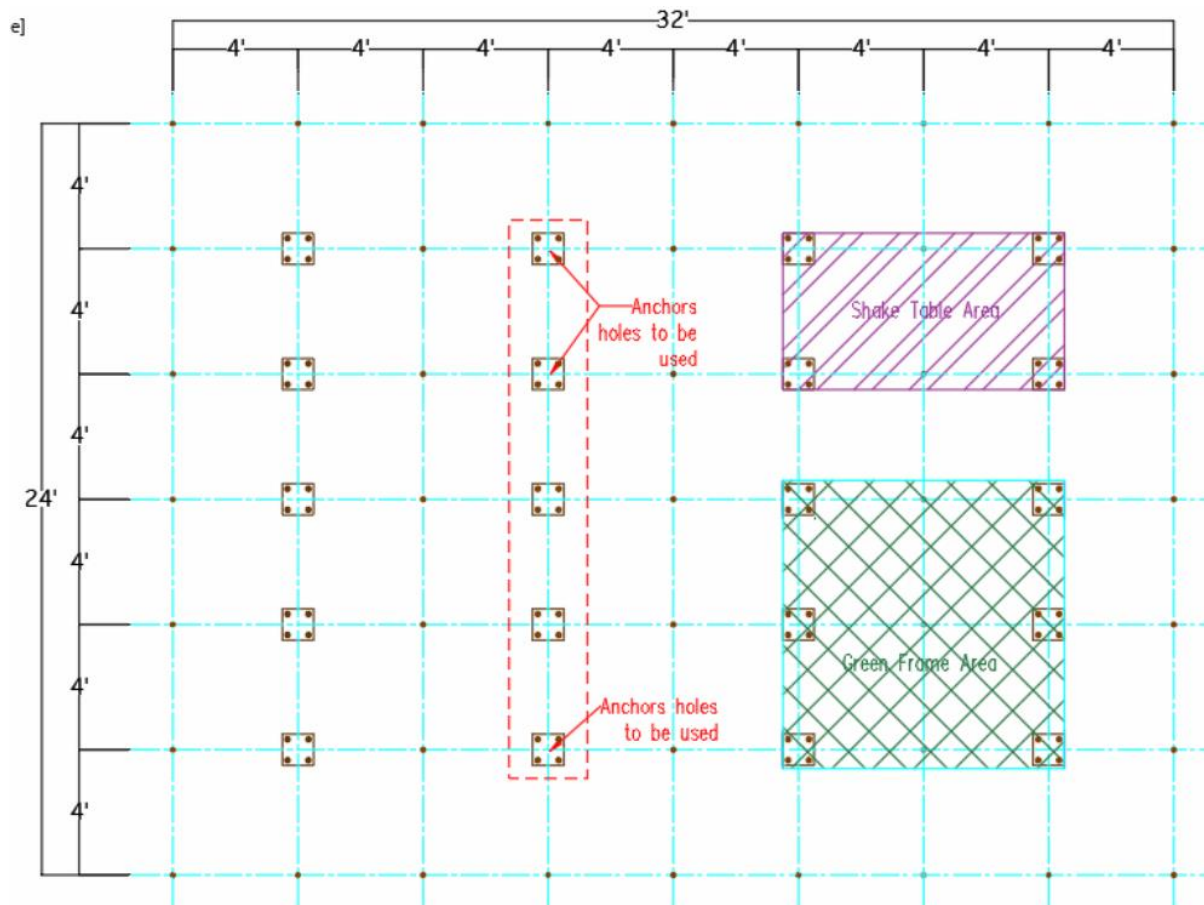 e]
32'
4' 4' 4' 4' 4' 4' 4' 4'
4'
4'
Anchors
holes to be
used
Shake Table Area
4'
24'
4'
Green Frame Area
4'
Anchors holes
to be used
4'